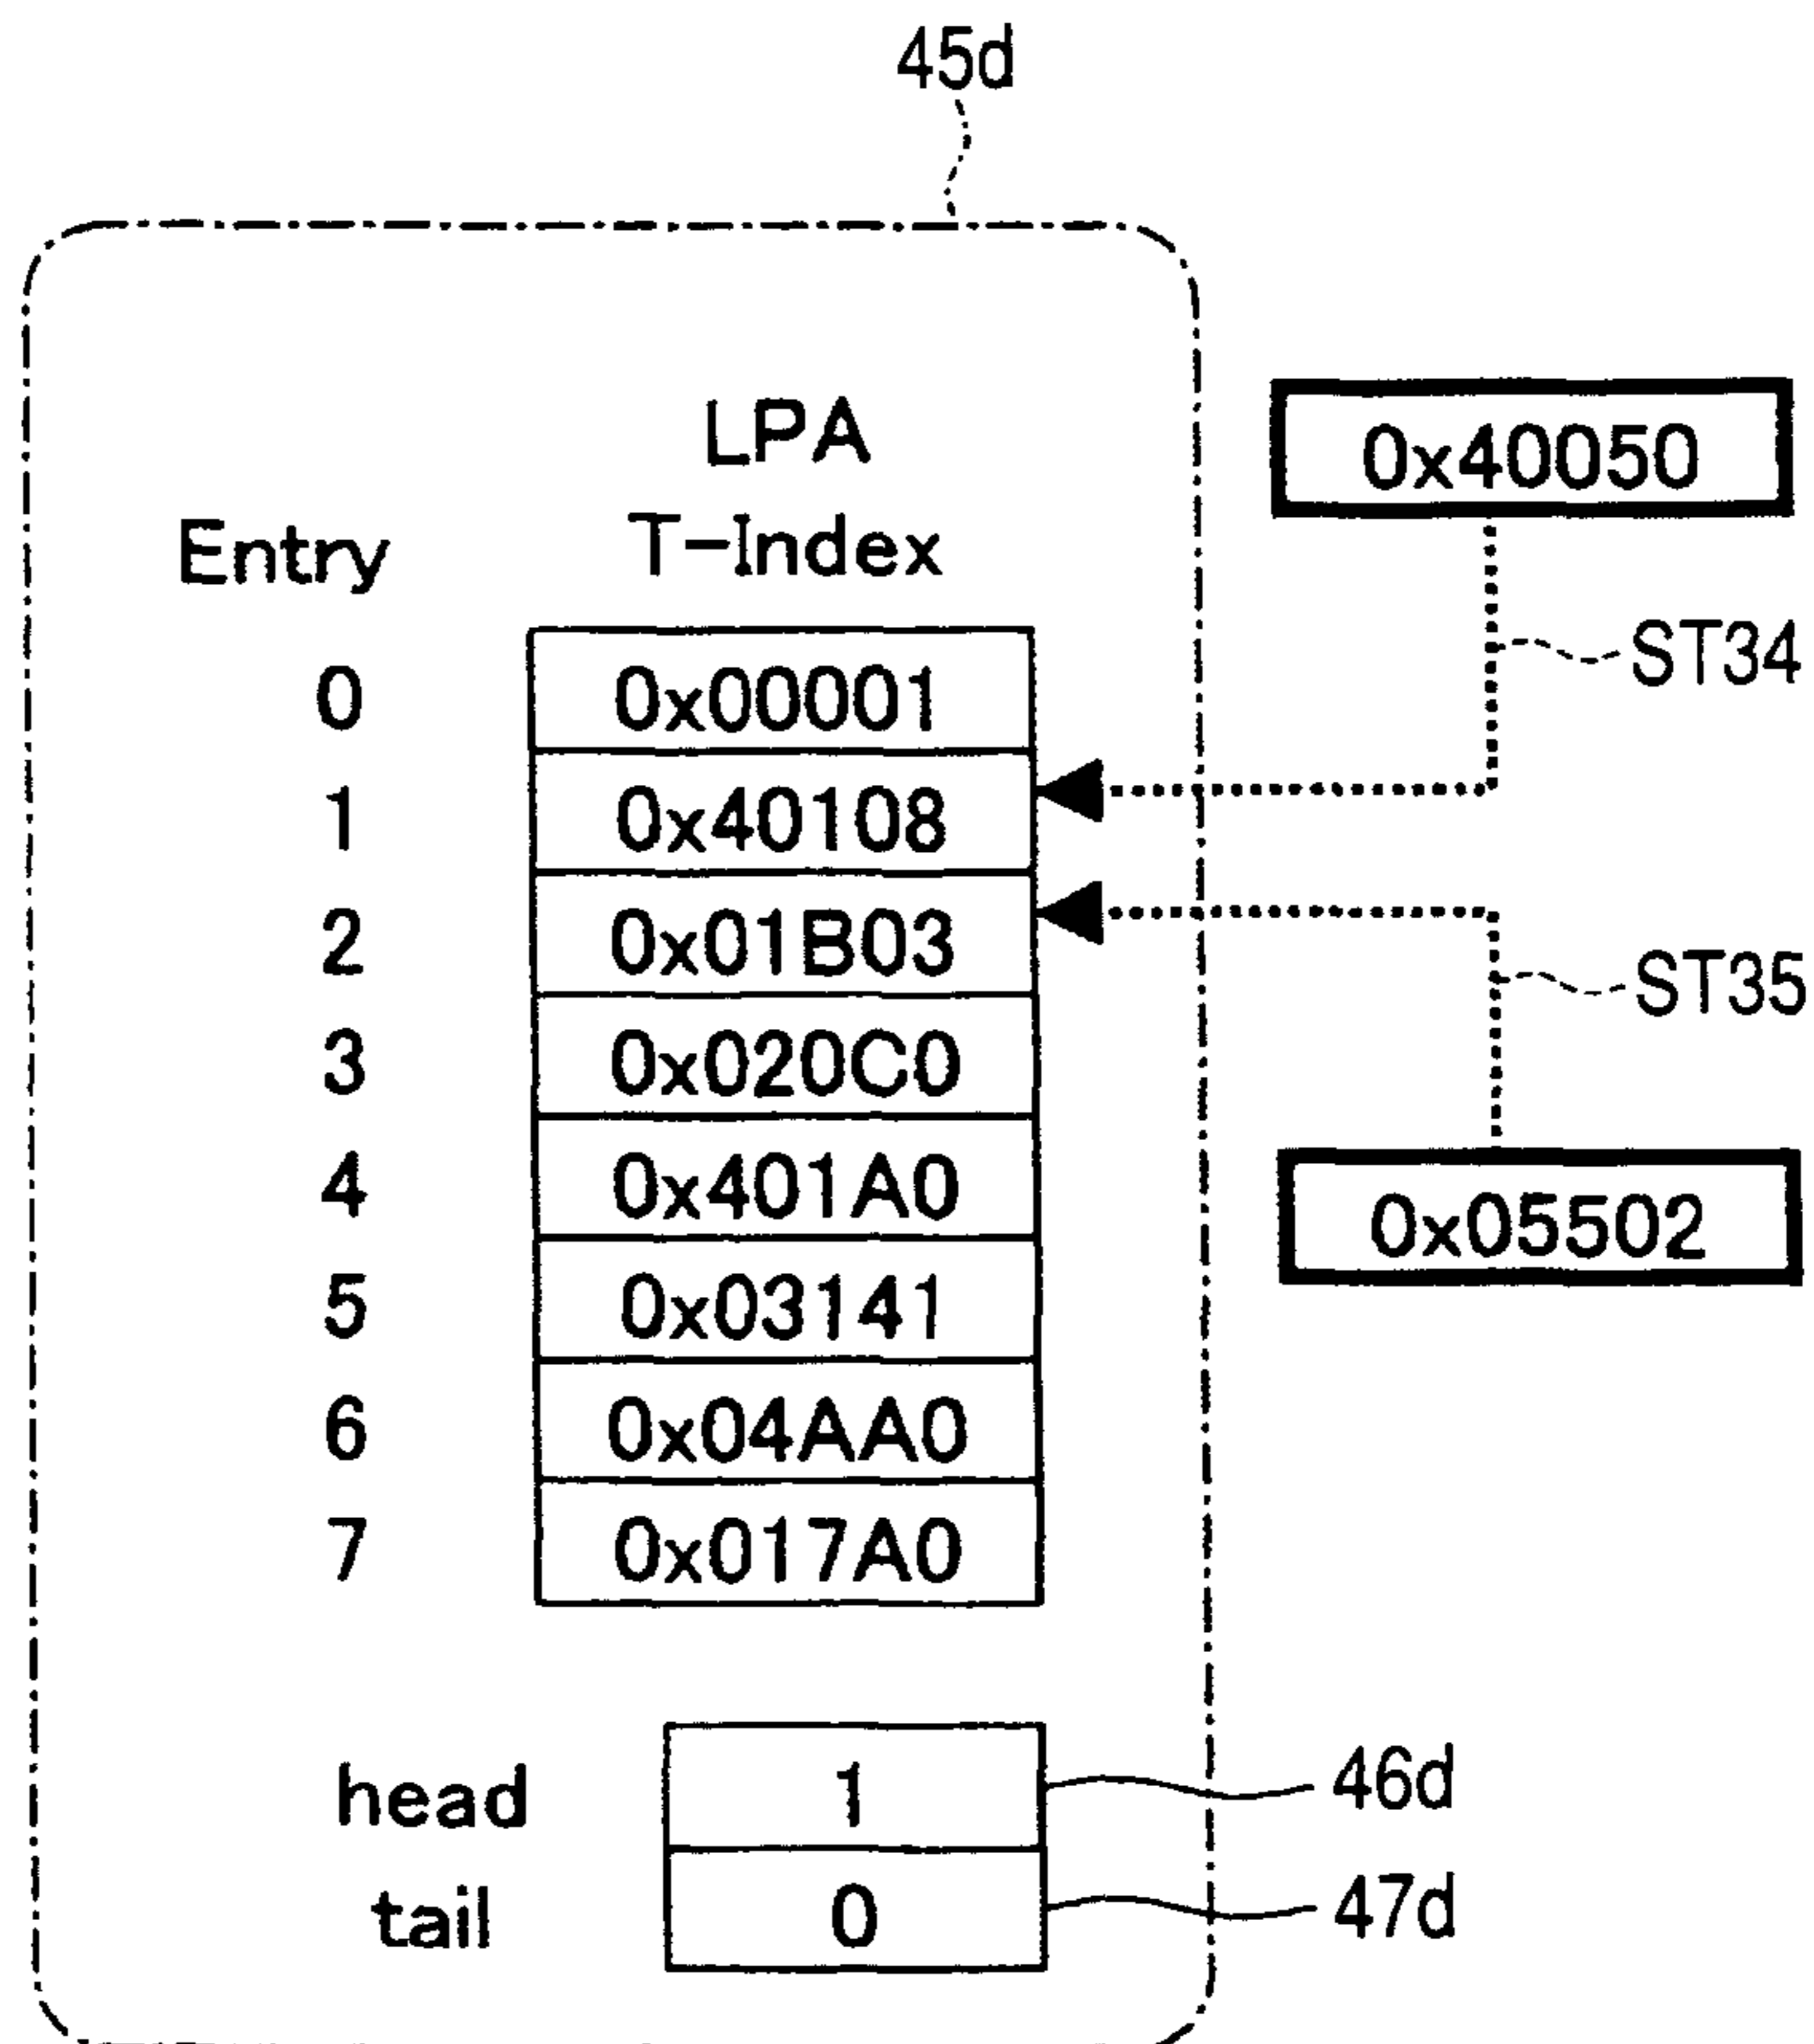 45d
LPA
0x40050
Entry T-Index
ST34
0 0x00001
1 0x40108
2 0x01B03
ST35
3 0x020C0
4 0x401A0
0x05502
5 0x03141
6 0x04AA0
7 0x017A0
head 1 46d
tail 0 47d